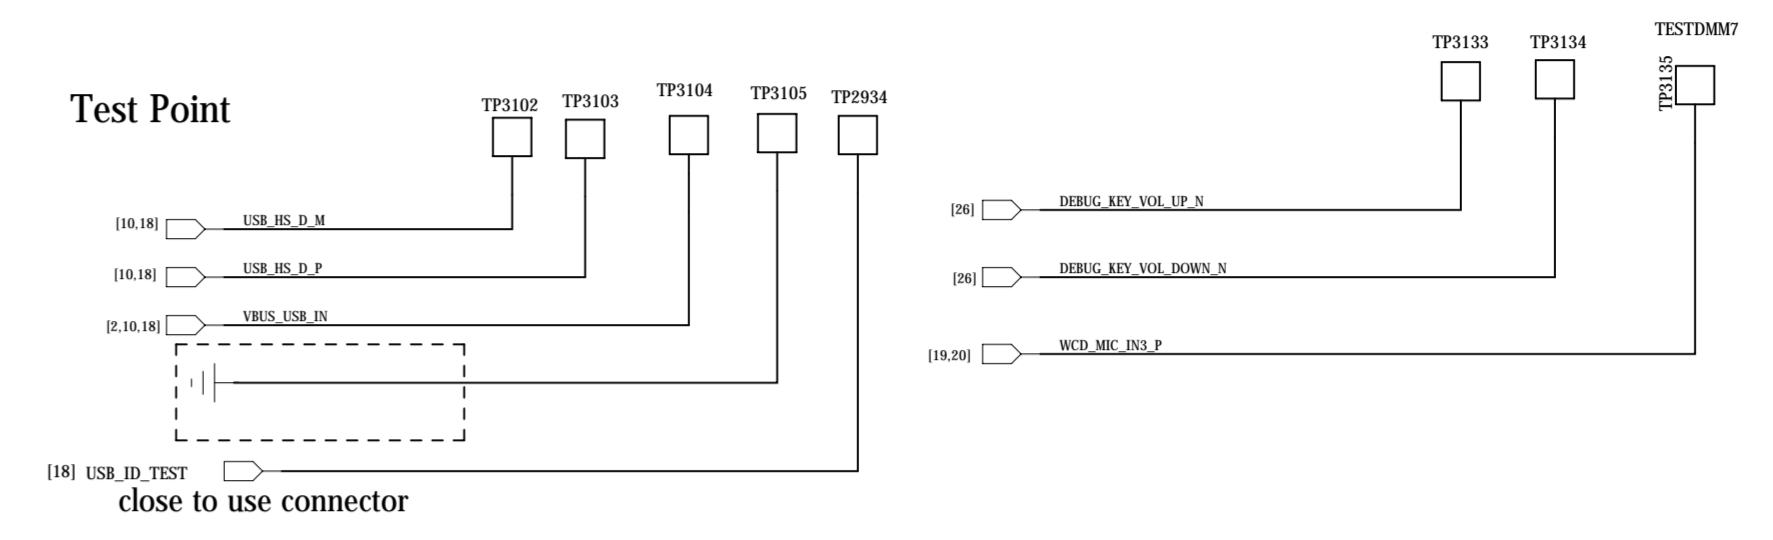 TESTDMM7
TP3133
TP3134
TP3135
Test Point
TP3102
TP3103
TP3104
TP3105
TP2934
[10,18] USB_HS_D_M
[10,18] USB_HS_D_P
[2,10,18] VBUS_USB_IN
[18] USB_ID_TEST
close to use connector
[26] DEBUG_KEY_VOL_UP_N
[26] DEBUG_KEY_VOL_DOWN_N
[19,20] WCD_MIC_IN3_P